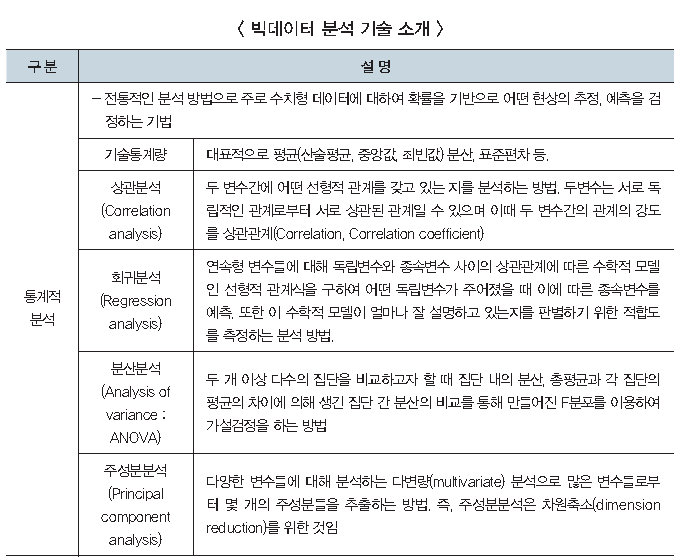 < 빅데이터 분석 기술 소개 >
구 분
설 명
통계적
분석
– 전통적인 분석 방법으로 주로 수치형 데이터에 대하여 확률을 기반으로 어떤 현상의 추정, 예측을 검
정하는 기법
기술통계량
대표적으로 평균(산술평균, 중앙값, 최빈값) 분산, 표준편차 등.
상관분석
(Correlation
analysis)
두 변수간에 어떤 선형적 관계를 갖고 있는 지를 분석하는 방법. 두변수는 서로 독
립적인 관계로부터 서로 상관된 관계일 수 있으며 이때 두 변수간의 관계의 강도
를 상관관계(Correlation, Correlation coefficient)
회귀분석
(Regression
analysis)
연속형 변수들에 대해 독립변수와 종속변수 사이의 상관관계에 따른 수학적 모델
인 선형적 관계식을 구하여 어떤 독립변수가 주어졌을 때 이에 따른 종속변수를
예측. 또한 이 수학적 모델이 얼마나 잘 설명하고 있는지를 판별하기 위한 적합도
를 측정하는 분석 방법.
분산분석
(Analysis of
variance :
ANOVA)
두 개 이상 다수의 집단을 비교하고자 할 때 집단 내의 분산, 총평균과 각 집단의
평균의 차이에 의해 생긴 집단 간 분산의 비교를 통해 만들어진 F분포를 이용하여
가설검정을 하는 방법
주성분분석
(Principal
component
analysis)
다양한 변수들에 대해 분석하는 다변량(multivariate) 분석으로 많은 변수들로부
터 몇 개의 주성분들을 추출하는 방법. 즉, 주성분분석은 차원축소(dimension
reduction)를 위한 것임